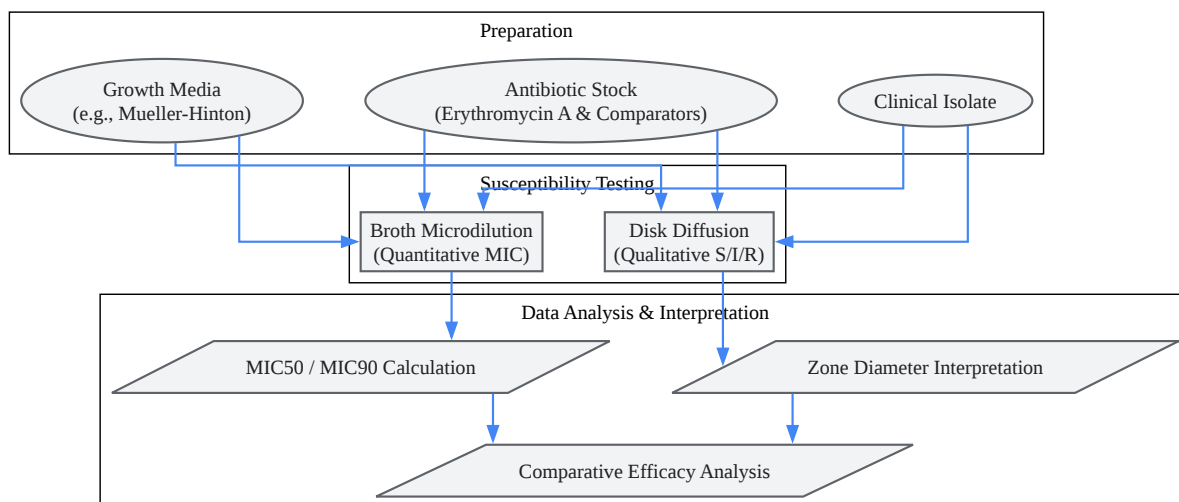 Preparation
Growth Media
(e.g., Mueller-Hinton)
Antibiotic Stock
(Erythromycin A & Comparators)
Clinical Isolate
Susceptibility Testing
Broth Microdilution
(Quantitative MIC)
Disk Diffusion
(Qualitative S/I/R)
Data Analysis & Interpretation
MIC50 / MIC90 Calculation
Zone Diameter Interpretation
Comparative Efficacy Analysis